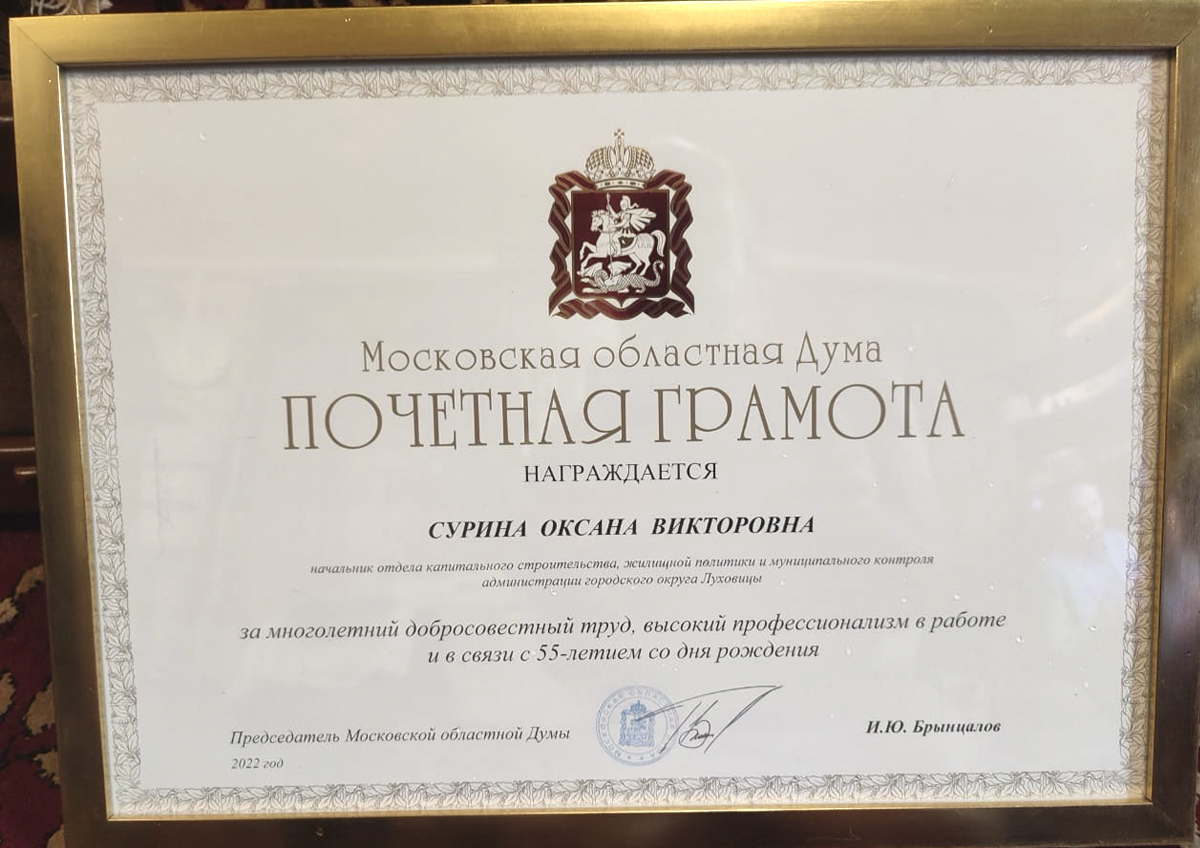 Московская областная Дума
ПОЧЕТНАЯ ГРАМОТА
НАГРАЖДАЕТСЯ
СУРИНА ОКСАНА ВИКТОРОВНА
начальник отдела капитального строительства, жилищной политики и муниципального контроля
администрации городского округа Луховицы
за многолетний добросовестный труд, высокий профессионализм в работе
и в связи с 55-летием со дня рождения
Председатель Московской областной Думы
И.Ю. Брынцалов
2022 год